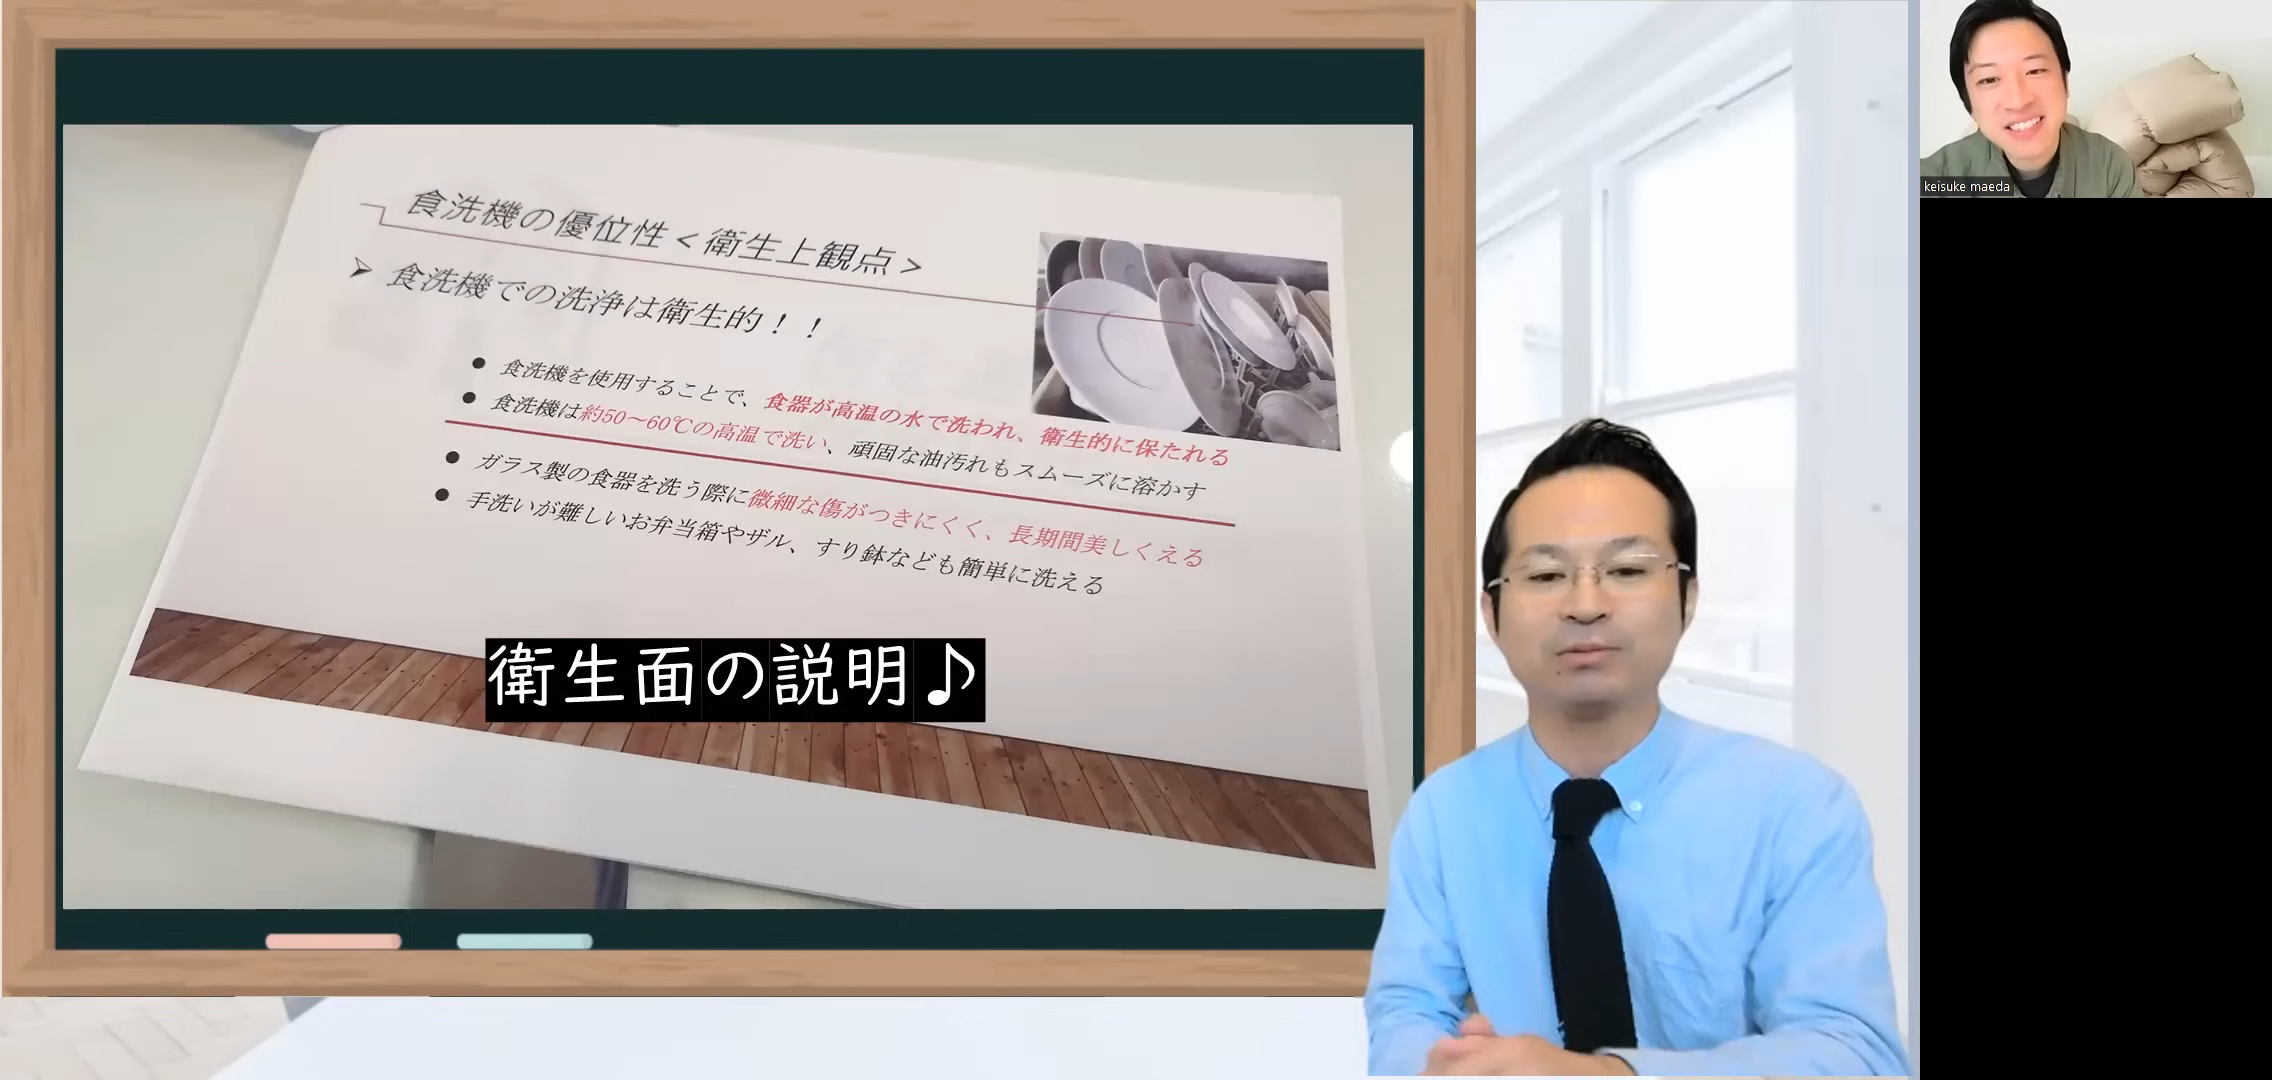 食洗機の優位性<衛生上観点>
➤ 食洗機での洗浄は衛生的！！
● 食洗機を使用することで、食器が高温の水で洗われ、衛生的に保たれる
● 食洗機は約50～60℃の高温で洗い、頑固な油汚れもスムーズに溶かす
● ガラス製の食器を洗う際に微細な傷がつきにくく、長期間美しくえる
● 手洗いが難しいお弁当箱やザル、すり鉢なども簡単に洗える
衛生面の説明♪
keisuke maeda